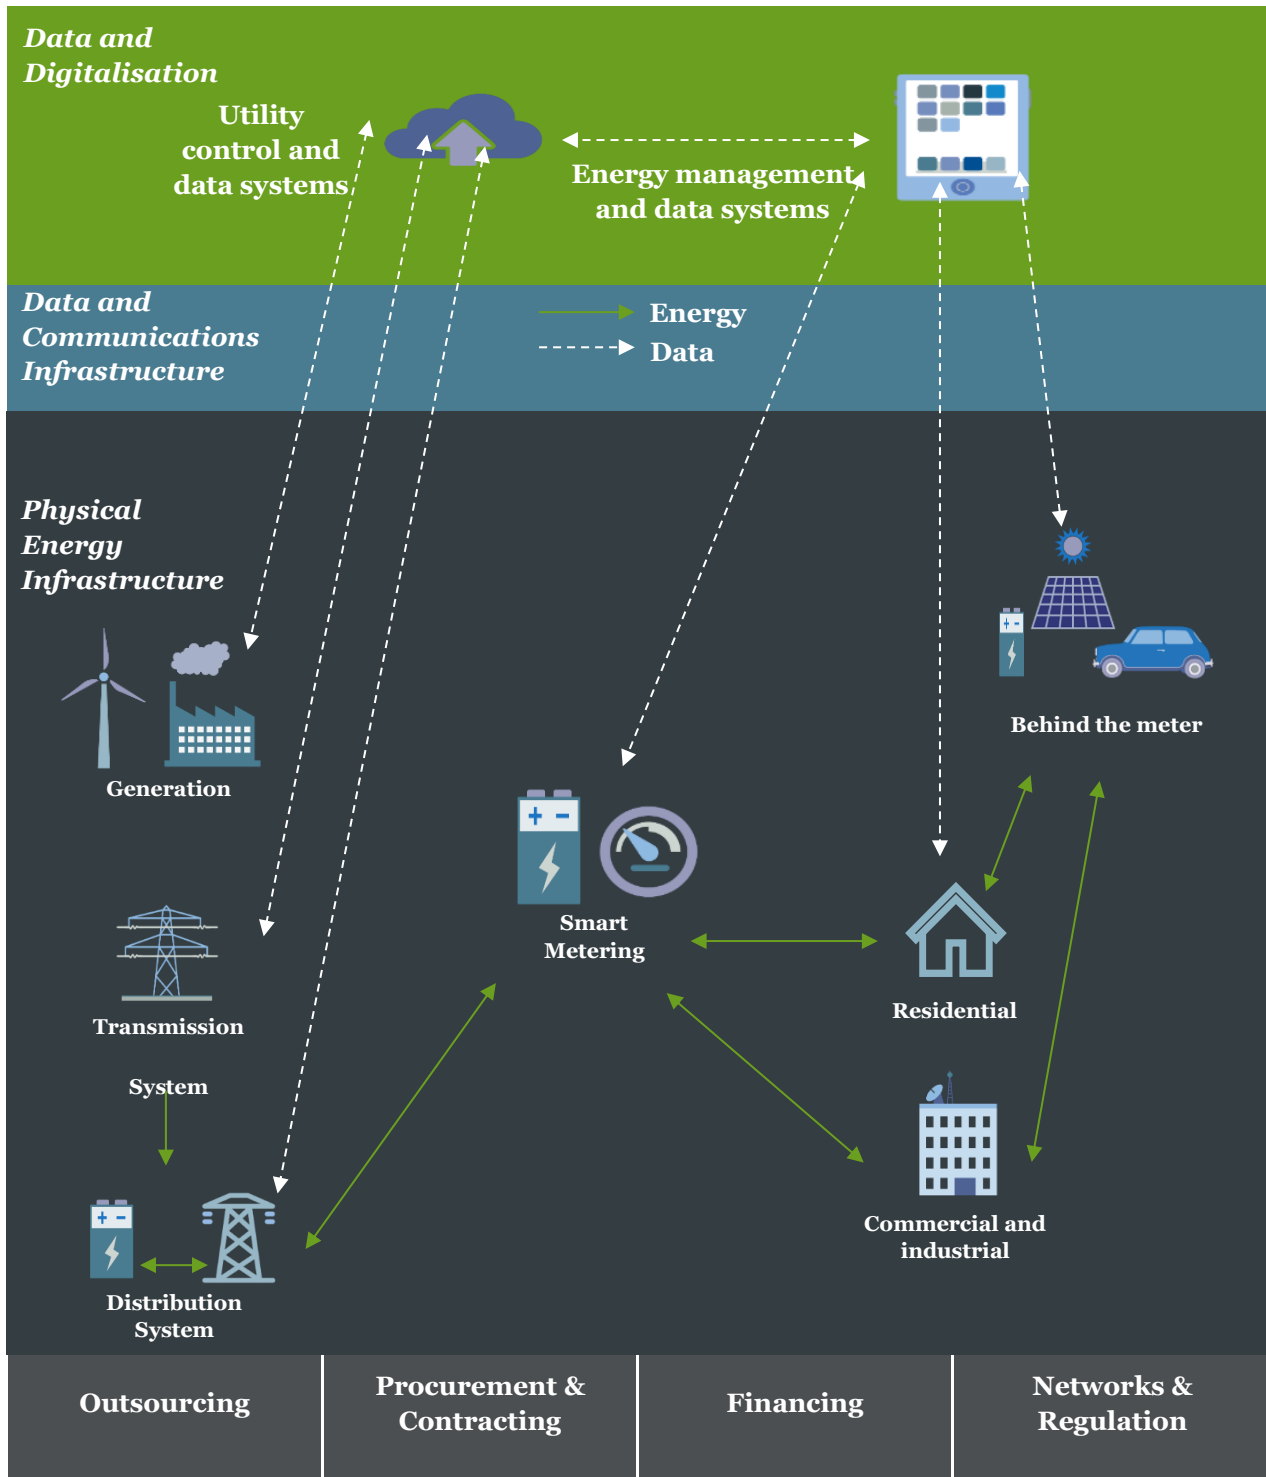 Data and
Digitalisation
Utility
control and
data systems
Energy management
and data systems
Data and
Communications
Infrastructure
Energy
Data
Physical
Energy
Infrastructure
Generation
Behind the meter
Smart
Metering
Residential
Transmission
System
Commercial and
industrial
Distribution
System
Outsourcing
Procurement &
Contracting
Financing
Networks &
Regulation